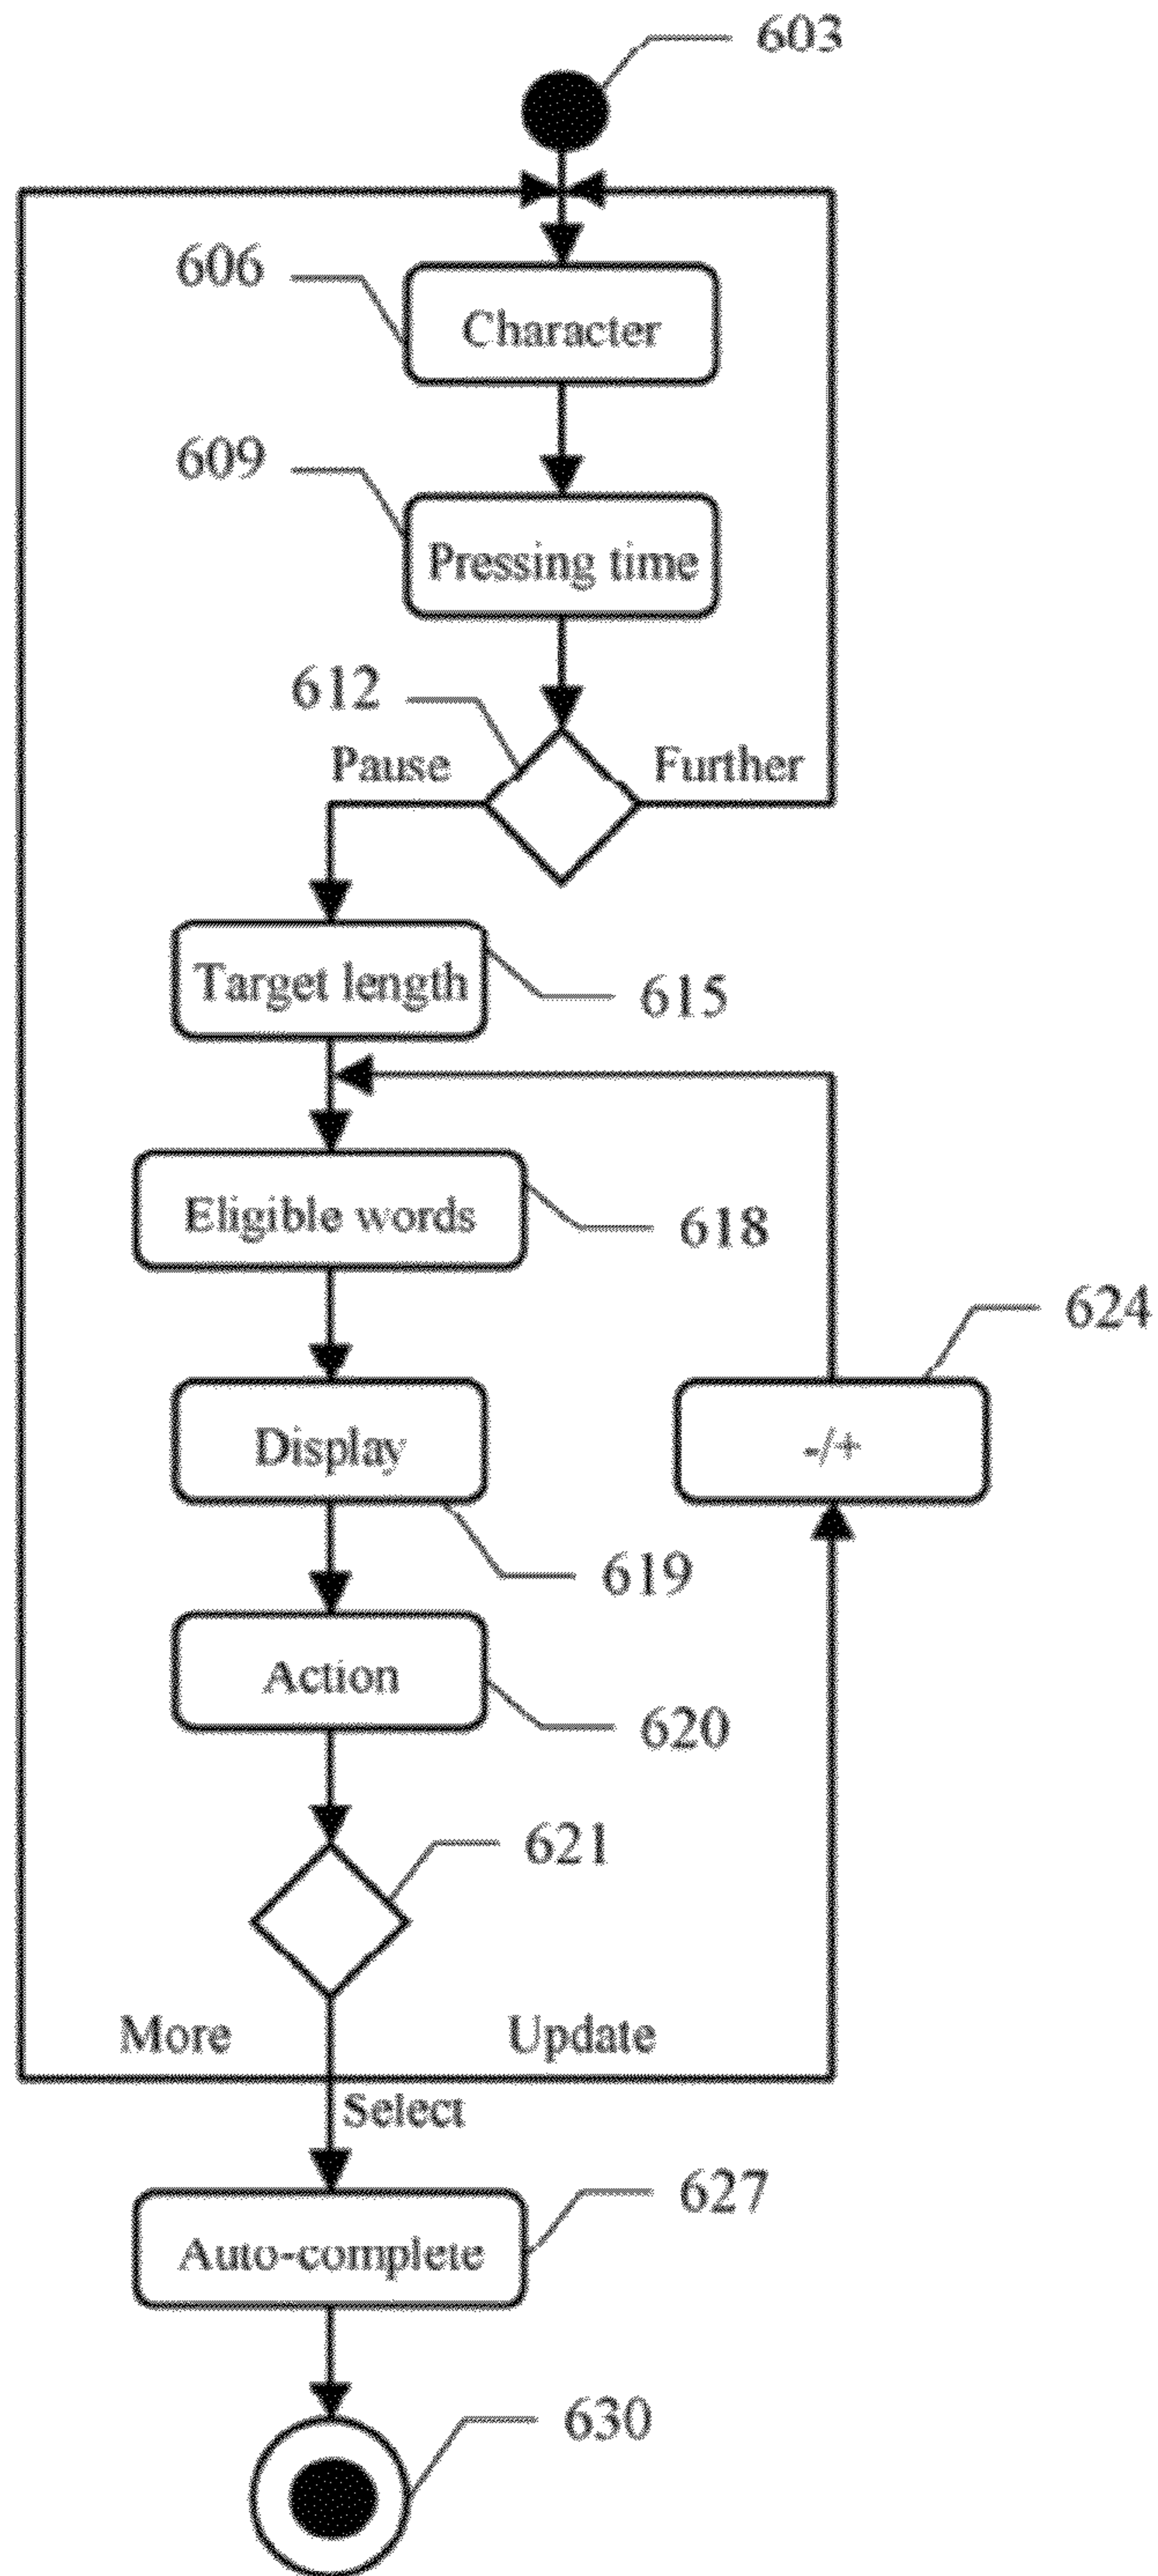 603
606
Character
609
Pressing time
612
Pause
Further
Target length
615
Eligible words
618
624
Display
-/+
619
Action
620
621
More
Update
Select
627
Auto-complete
630